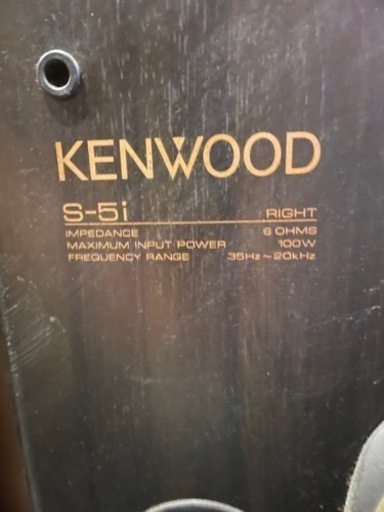 KENWOOD
S-5i RIGHT
IMPEDANCE 6 OHMS
MAXIMUM INPUT POWER 100W
FREQUENCY RANGE 35Hz~20kHz